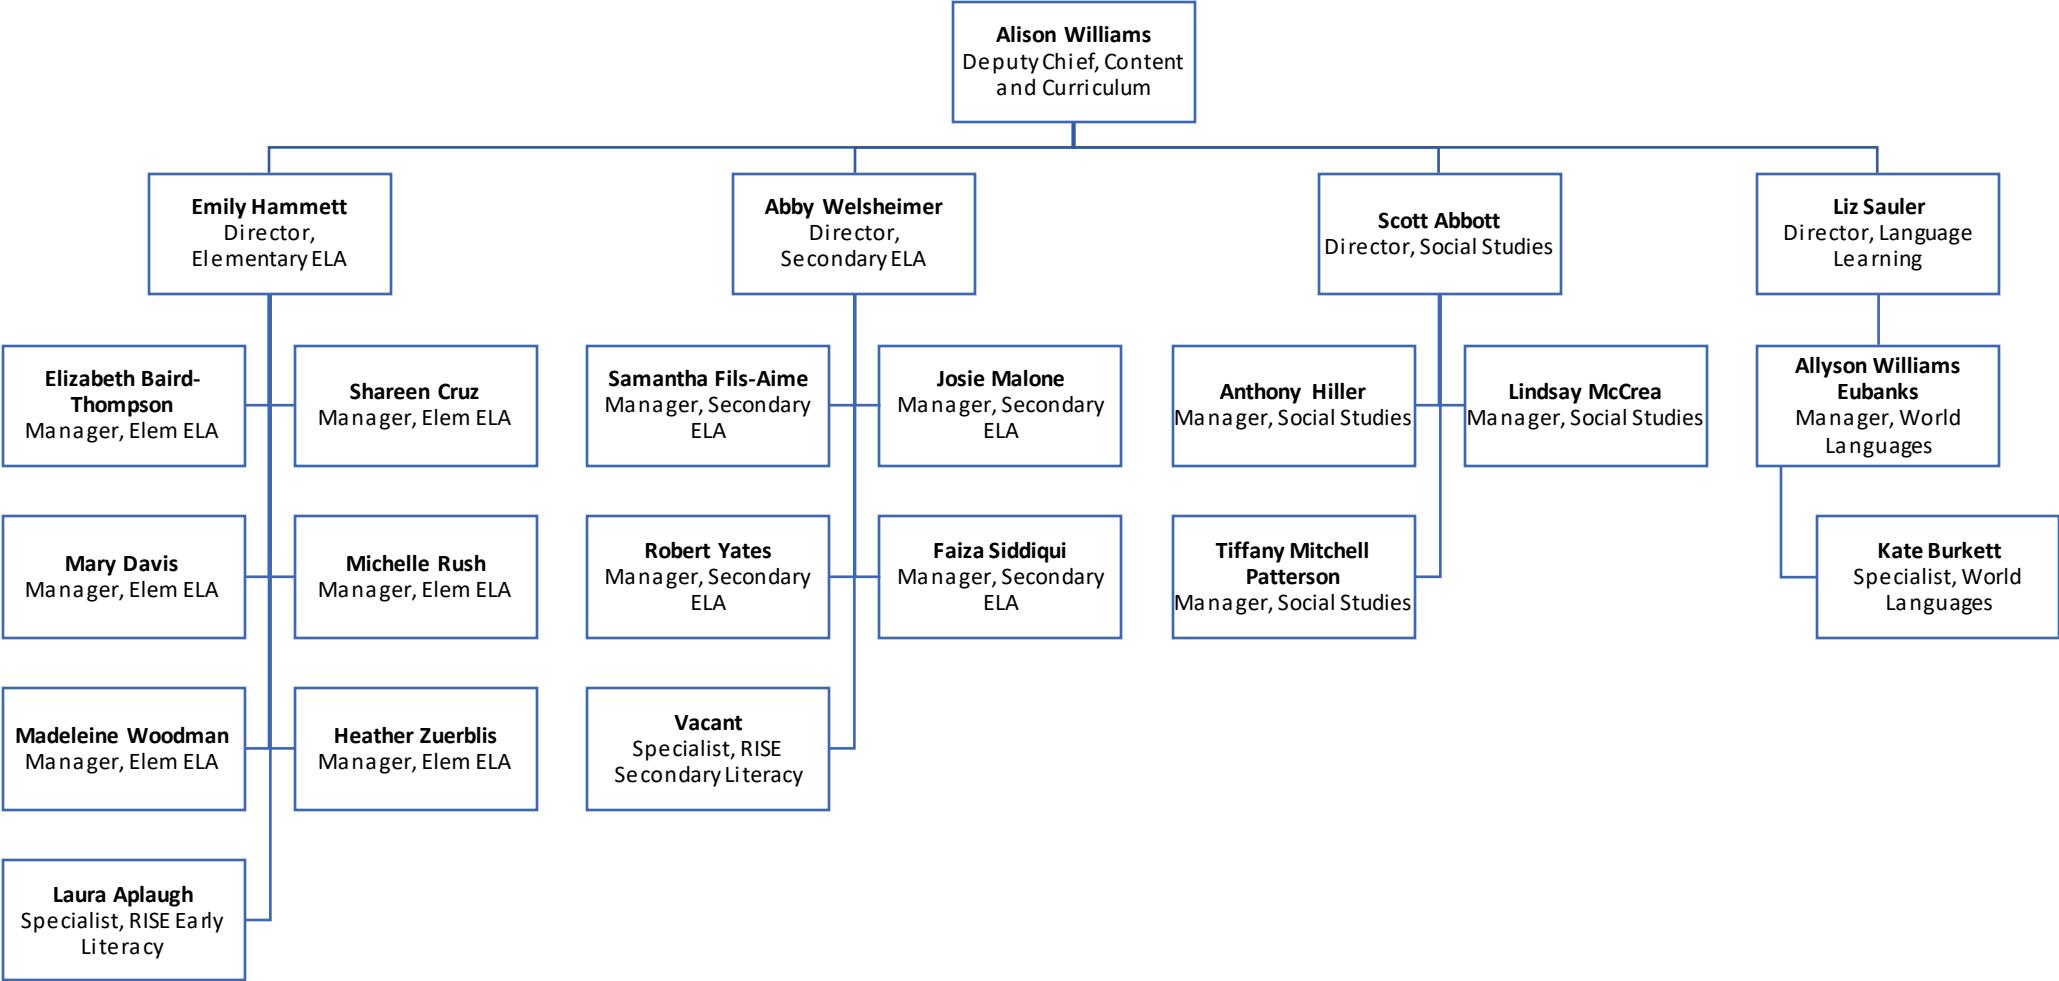 Alison Williams
Deputy Chief, Content
and Curriculum
Emily Hammett
Director,
Elementary ELA
Abby Welsheimer
Director,
Secondary ELA
Scott Abbott
Director, Social Studies
Liz Sauler
Director, Language
Learning
Elizabeth Baird-
Thompson
Manager, Elem ELA
Shareen Cruz
Manager, Elem ELA
Samantha Fils-Aime
Manager, Secondary
ELA
Josie Malone
Manager, Secondary
ELA
Anthony Hiller
Manager, Social Studies
Lindsay McCrea
Manager, Social Studies
Allyson Williams
Eubanks
Manager, World
Languages
Mary Davis
Manager, Elem ELA
Michelle Rush
Manager, Elem ELA
Robert Yates
Manager, Secondary
ELA
Faiza Siddiqui
Manager, Secondary
ELA
Tiffany Mitchell
Patterson
Manager, Social Studies
Kate Burkett
Specialist, World
Languages
Madeleine Woodman
Manager, Elem ELA
Heather Zuerblis
Manager, Elem ELA
Vacant
Specialist, RISE
Secondary Literacy
Laura Aplaugh
Specialist, RISE Early
Literacy